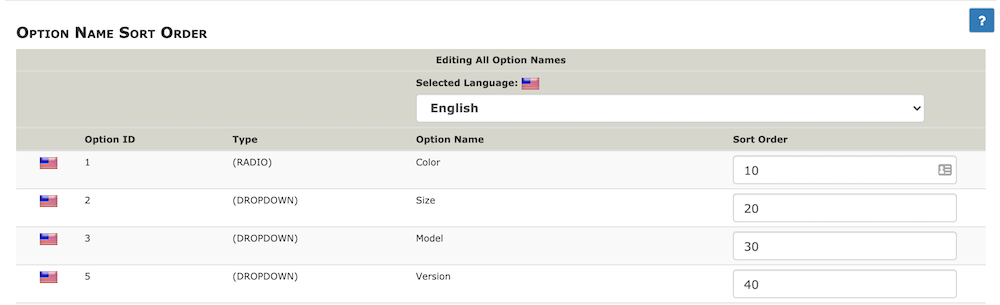 ?
Option Name Sort Order
Editing All Option Names
Selected Language:
English
Option ID Type Option Name Sort Order
1 (RADIO) Color 10
2 (DROPDOWN) Size 20
3 (DROPDOWN) Model 30
5 (DROPDOWN) Version 40